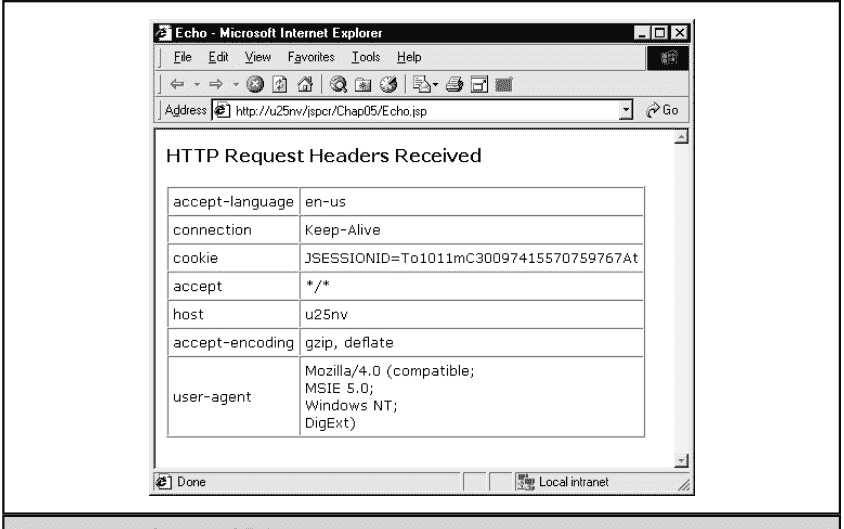 Echo - Microsoft Internet Explorer
File Edit View Favorites Tools Help
Address http://u25nv/jspcr/Chap05/Echo.jsp Go
HTTP Request Headers Received
accept-language en-us
connection Keep-Alive
cookie JSESSIONID=To1011mC30097415570759767At
accept */*
host u25nv
accept-encoding gzip, deflate
user-agent Mozilla/4.0 (compatible;
MSIE 5.0;
Windows NT;
DigExt)
Done Local intranet